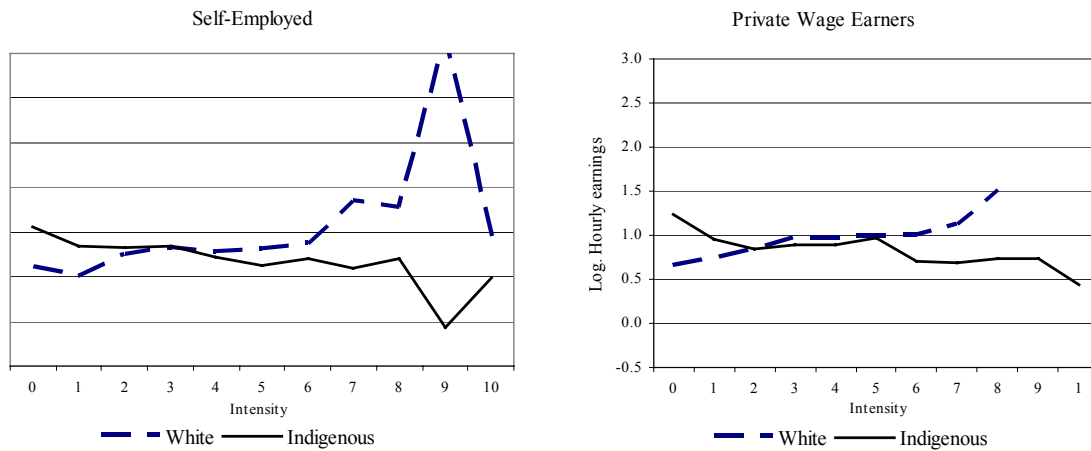 Self-Employed
0 1 2 3 4 5 6 7 8 9 10
Intensity
White Indigenous
Private Wage Earners
Log. Hourly earnings
3.0
2.5
2.0
1.5
1.0
0.5
0.0
-0.5
0 1 2 3 4 5 6 7 8 9 1
Intensity
White Indigenous